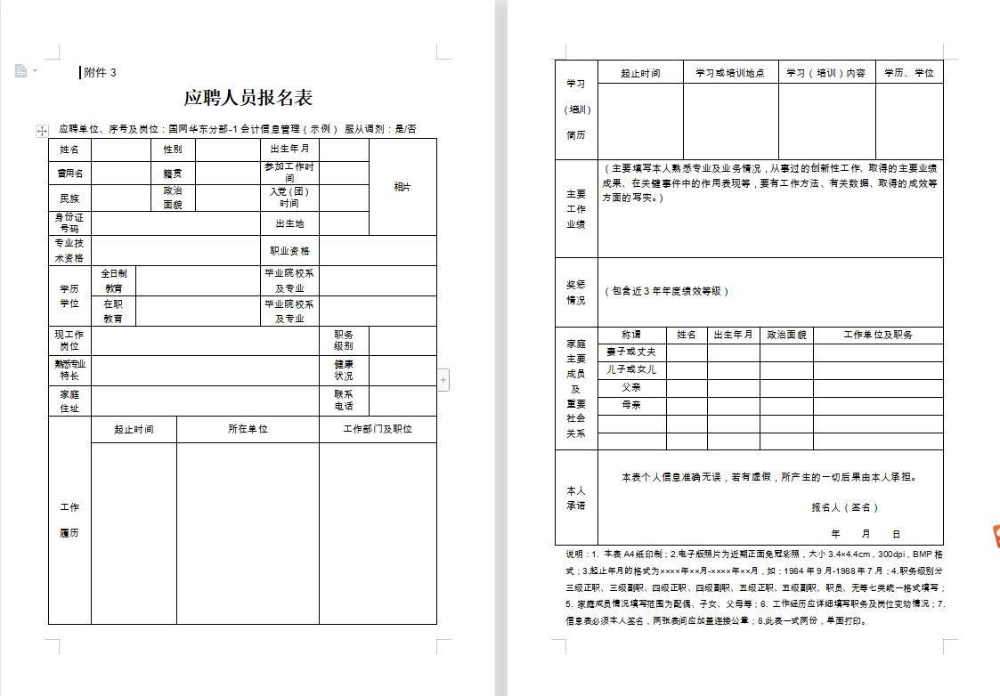 附件 3
应聘人员报名表
应聘单位、序号及岗位：国网华东分部-1 会计信息管理（示例） 服从调剂：是/否
姓名 性别 出生年月 相片
曾用名 籍贯 参加工作时
间
民族 政治
面貌 入党（团）
时间
身份证
号码 出生地
专业技
术资格 职业资格
学历
学位 全日制
教育 毕业院校系
及专业
在职
教育 毕业院校系
及专业
现工作
岗位 职务
级别
熟悉专业
特长 健康
状况
家庭
住址 联系
电话
起止时间 所在单位 工作部门及职位
工作
履历
学习
（培训）
简历
起止时间 学习或培训地点 学习（培训）内容 学历、学位
主要
工作
业绩
（主要填写本人熟悉专业及业务情况，从事过的创新性工作、取得的主要业绩
成果、在关键事件中的作用表现等，要有工作方法、有关数据、取得的成效等
方面的写实。）
奖惩
情况
（包含近 3 年年度绩效等级）
家庭
主要
成员
及
重要
社会
关系
称谓 姓名 出生年月 政治面貌 工作单位及职务
妻子或丈夫
儿子或女儿
父亲
母亲
本人
承诺
本表个人信息准确无误，若有虚假，所产生的一切后果由本人承担。
报名人（签名）
年 月 日
说明：1. 本表 A4 纸印制；2.电子版照片为近期正面免冠彩照，大小 3.4×4.4cm，300dpi，BMP 格
式；3.起止年月的格式为××××年××月-××××年××月，如：1984 年 9 月-1988 年 7 月；4.职务级别分
三级正职、三级副职、四级正职、四级副职、五级正职、五级副职、职员、无等七类统一格式填写；
5. 家庭成员情况填写范围为配偶、子女、父母等；6. 工作经历应详细填写职务及岗位变动情况；7.
信息表必须本人签名，两张表间应加盖连接公章；8.此表一式两份，单面打印。